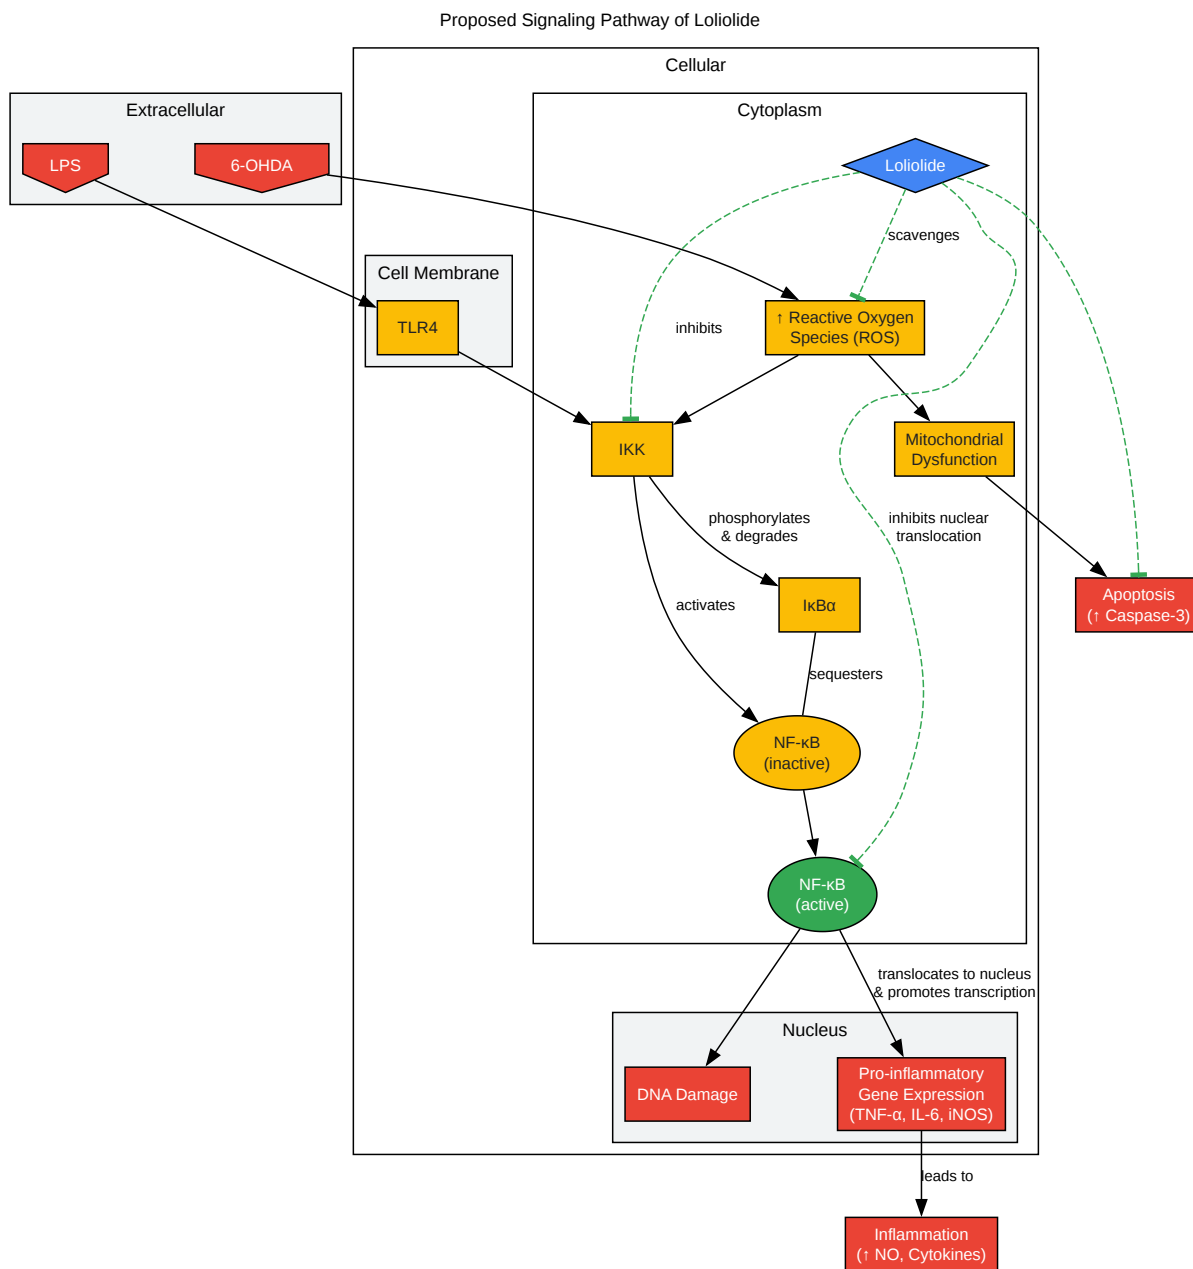 Proposed Signaling Pathway of Loliolide
Cellular
Extracellular
Cytoplasm
LPS
6-OHDA
Loliolide
scavenges
Cell Membrane
TLR4
inhibits
↑ Reactive Oxygen
Species (ROS)
IKK
Mitochondrial
Dysfunction
phosphorylates
& degrades
inhibits nuclear
translocation
activates
IκBα
Apoptosis
(↑ Caspase-3)
sequesters
NF-κB
(inactive)
NF-κB
(active)
translocates to nucleus
& promotes transcription
Nucleus
DNA Damage
Pro-inflammatory
Gene Expression
(TNF-α, IL-6, iNOS)
leads to
Inflammation
(↑ NO, Cytokines)